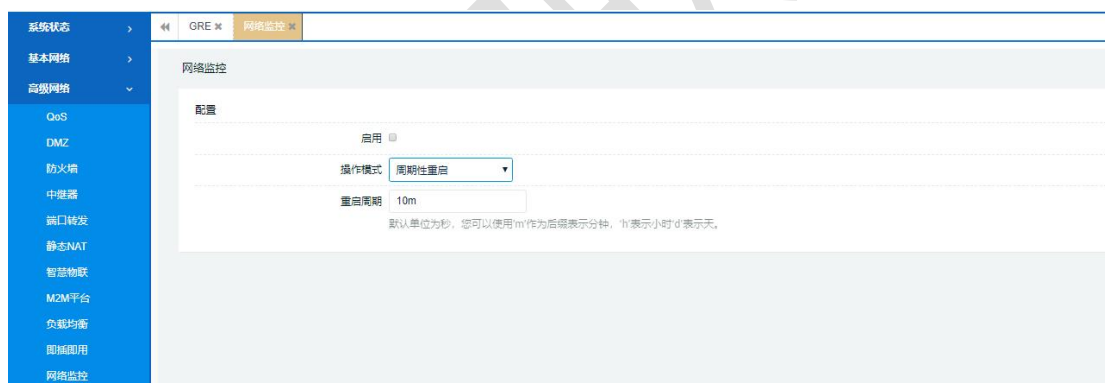 系统状态
基本网络
高级网络
QoS
DMZ
防火墙
中继器
端口转发
静态NAT
智慧物联
M2M平台
负载均衡
即插即用
网络监控
GRE 网络监控
网络监控
配置
启用
操作模式 周期性重启
重启周期 10m
默认单位为秒，您可以使用'm'作为后缀表示分钟，'h'表示小时'd'表示天。